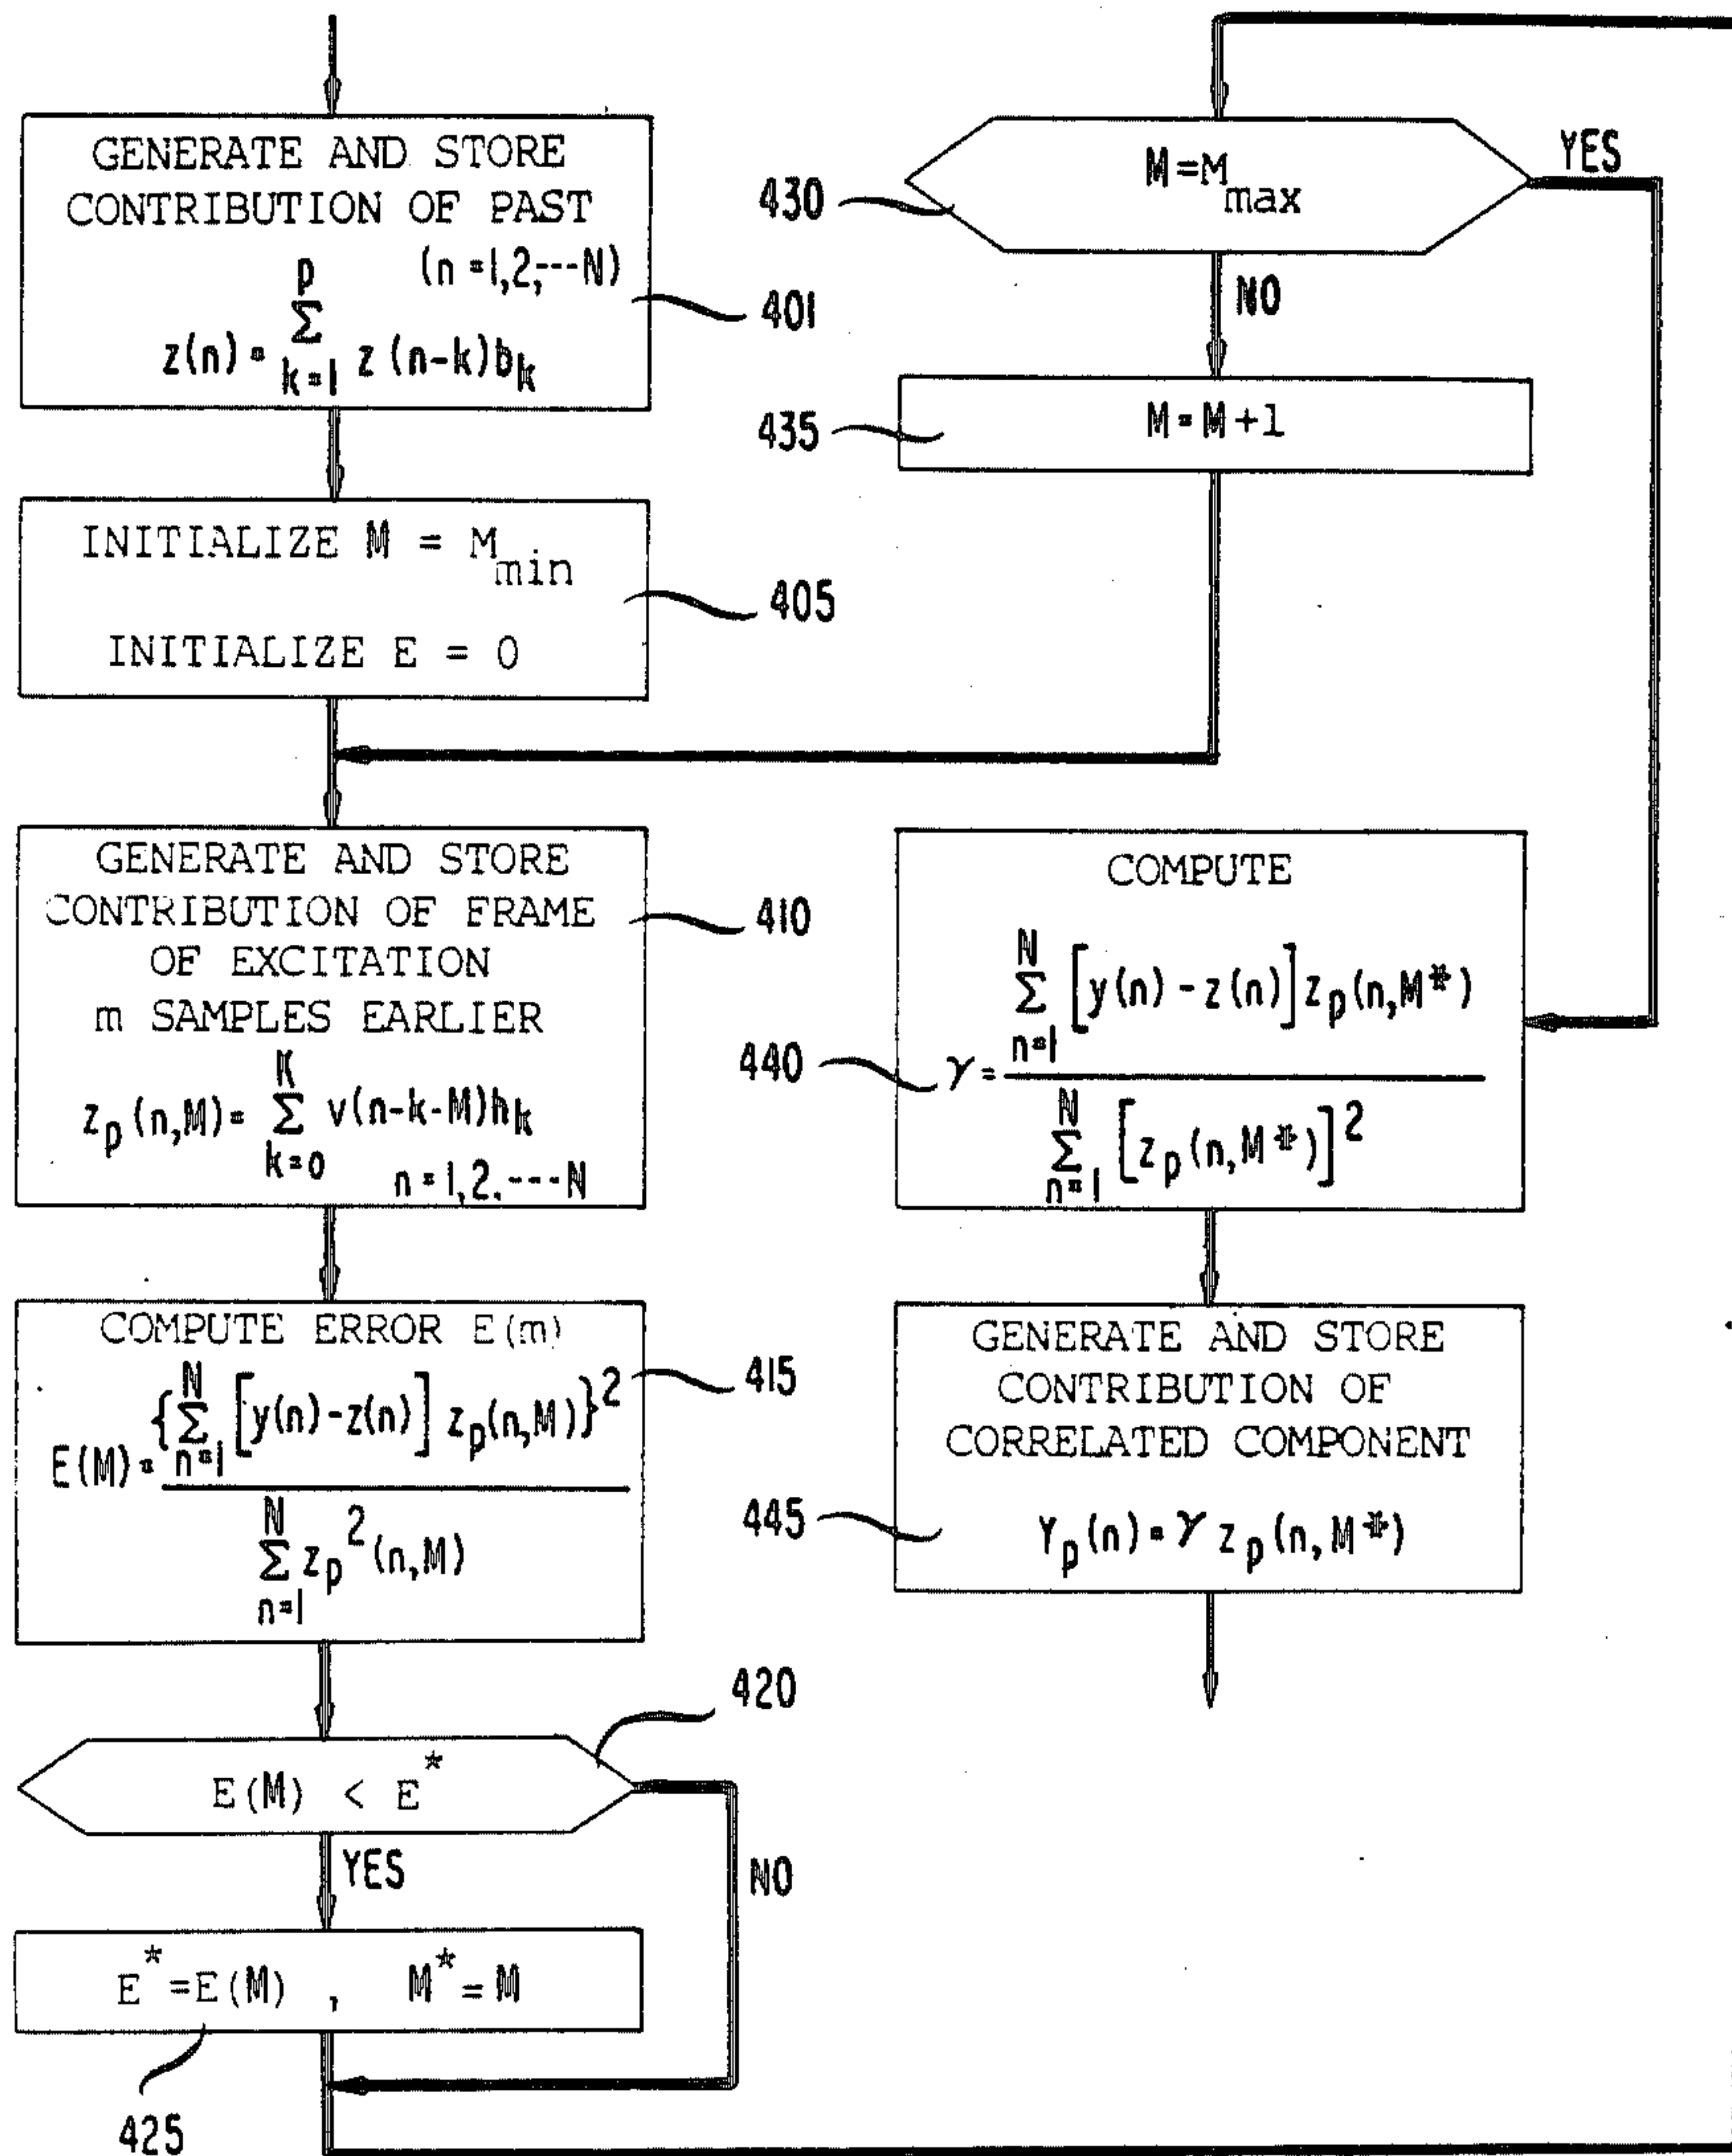 GENERATE AND STORE
CONTRIBUTION OF PAST
(n=1,2,---N)
z(n) = Σ_{k=1}^{p} z(n-k)b_k
401
INITIALIZE M = M_min
INITIALIZE E = 0
405
GENERATE AND STORE
CONTRIBUTION OF FRAME
OF EXCITATION
m SAMPLES EARLIER
z_p(n,M) = Σ_{k=0}^{K} v(n-k-M)h_k
n=1,2,---N
410
COMPUTE ERROR E(m)
E(M) = {Σ_{n=1}^{N} [y(n)-z(n)] z_p(n,M)}^2 / Σ_{n=1}^{N} z_p^2(n,M)
415
E(M) < E*
420
YES
NO
E*=E(M) , M*=M
425
M=M_max
430
YES
NO
M=M+1
435
COMPUTE
γ = Σ_{n=1}^{N} [y(n)-z(n)] z_p(n,M*) / Σ_{n=1}^{N} [z_p(n,M*)]^2
440
GENERATE AND STORE
CONTRIBUTION OF
CORRELATED COMPONENT
Y_p(n) = γ z_p(n,M*)
445